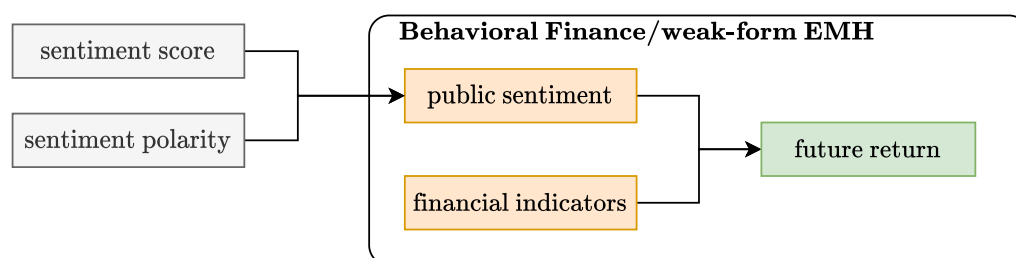 Behavioral Finance/weak-form EMH
sentiment score
sentiment polarity
public sentiment
financial indicators
future return